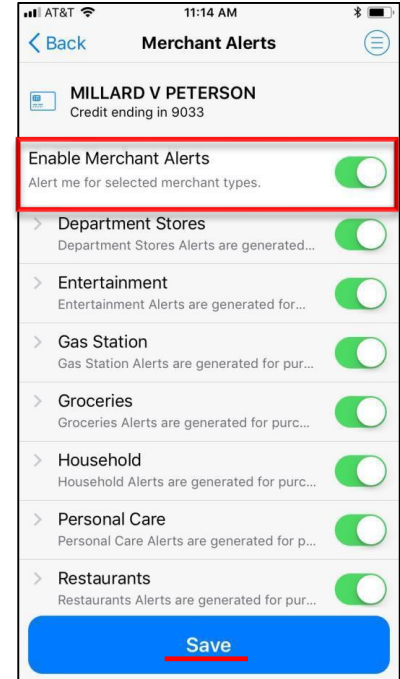 AT&T 11:14 AM
Back Merchant Alerts
MILLARD V PETERSON
Credit ending in 9033
Enable Merchant Alerts
Alert me for selected merchant types.
Department Stores
Department Stores Alerts are generated...
Entertainment
Entertainment Alerts are generated for...
Gas Station
Gas Station Alerts are generated for pur...
Groceries
Groceries Alerts are generated for purc...
Household
Household Alerts are generated for purc...
Personal Care
Personal Care Alerts are generated for p...
Restaurants
Restaurants Alerts are generated for pur...
Save